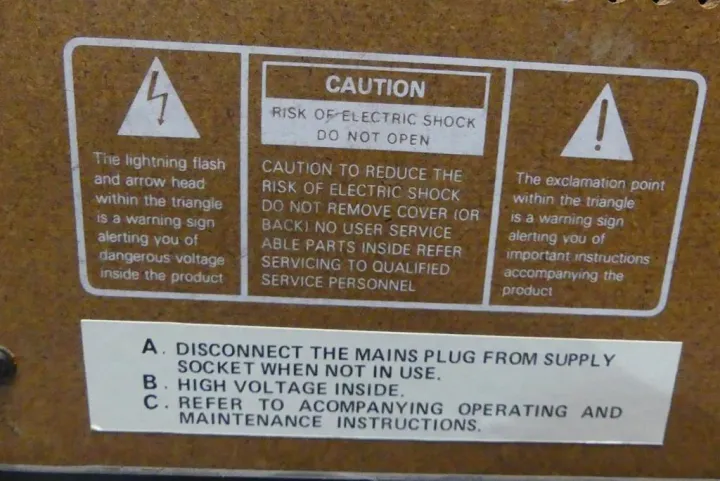 The lightning flash
and arrow head
within the triangle
is a warning sign
alerting you of
dangerous voltage
inside the product
CAUTION
RISK OF ELECTRIC SHOCK
DO NOT OPEN
CAUTION TO REDUCE THE
RISK OF ELECTRIC SHOCK
DO NOT REMOVE COVER (OR
BACK) NO USER SERVICE
ABLE PARTS INSIDE REFER
SERVICING TO QUALIFIED
SERVICE PERSONNEL
The exclamation point
within the triangle
is a warning sign
alerting you of
important instructions
accompanying the
product
A. DISCONNECT THE MAINS PLUG FROM SUPPLY
SOCKET WHEN NOT IN USE.
B. HIGH VOLTAGE INSIDE.
C. REFER TO ACOMPANYING OPERATING AND
MAINTENANCE INSTRUCTIONS.